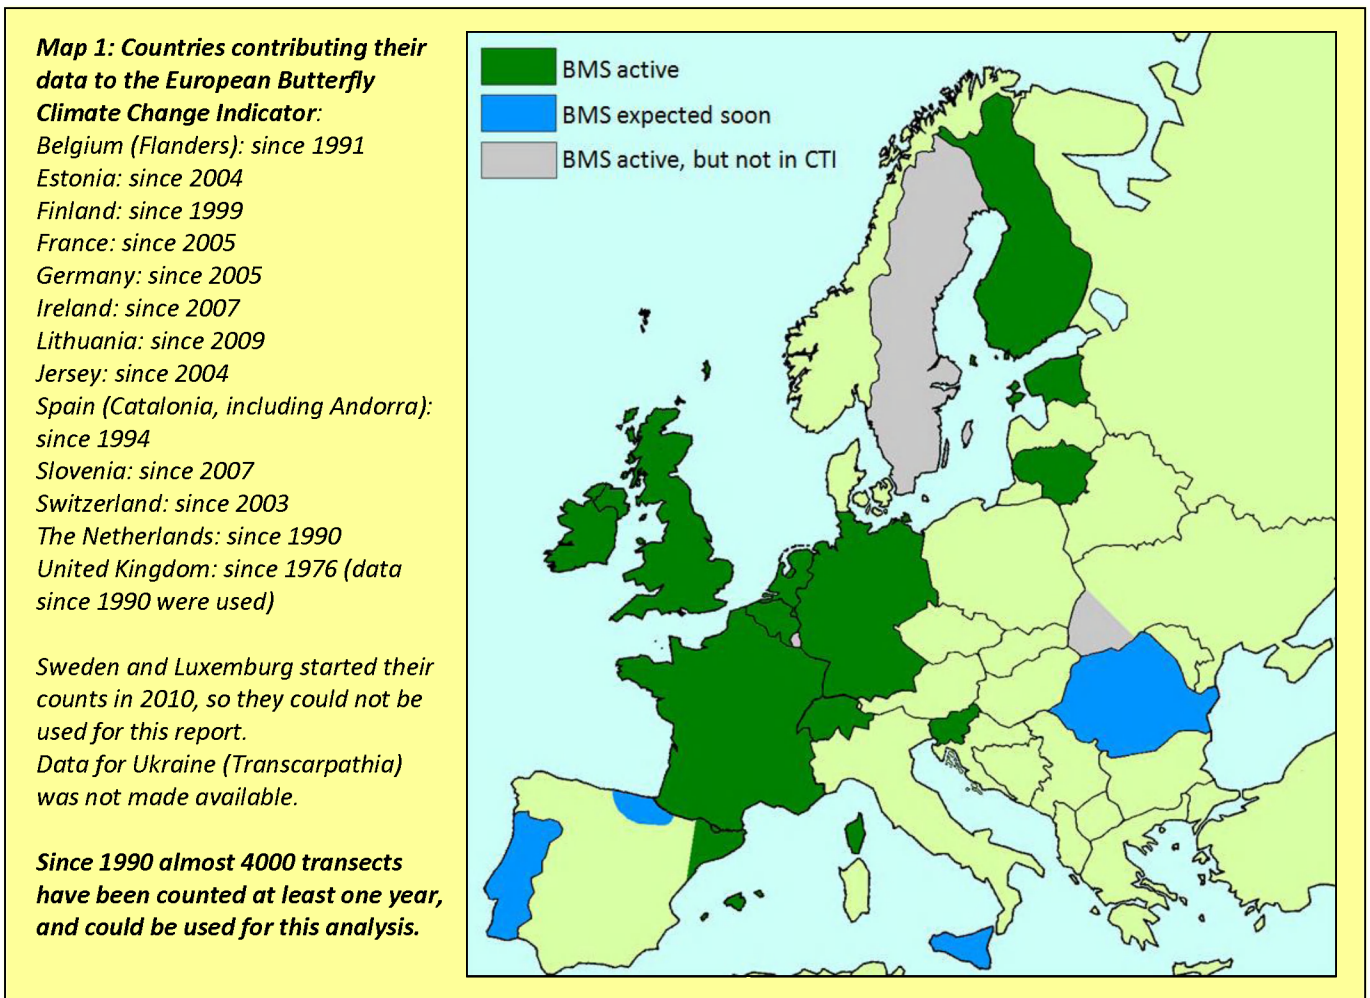 Map 1: Countries contributing their
data to the European Butterfly
Climate Change Indicator:
Belgium (Flanders): since 1991
Estonia: since 2004
Finland: since 1999
France: since 2005
Germany: since 2005
Ireland: since 2007
Lithuania: since 2009
Jersey: since 2004
Spain (Catalonia, including Andorra):
since 1994
Slovenia: since 2007
Switzerland: since 2003
The Netherlands: since 1990
United Kingdom: since 1976 (data
since 1990 were used)
Sweden and Luxemburg started their
counts in 2010, so they could not be
used for this report.
Data for Ukraine (Transcarpathia)
was not made available.
Since 1990 almost 4000 transects
have been counted at least one year,
and could be used for this analysis.
BMS active
BMS expected soon
BMS active, but not in CTI